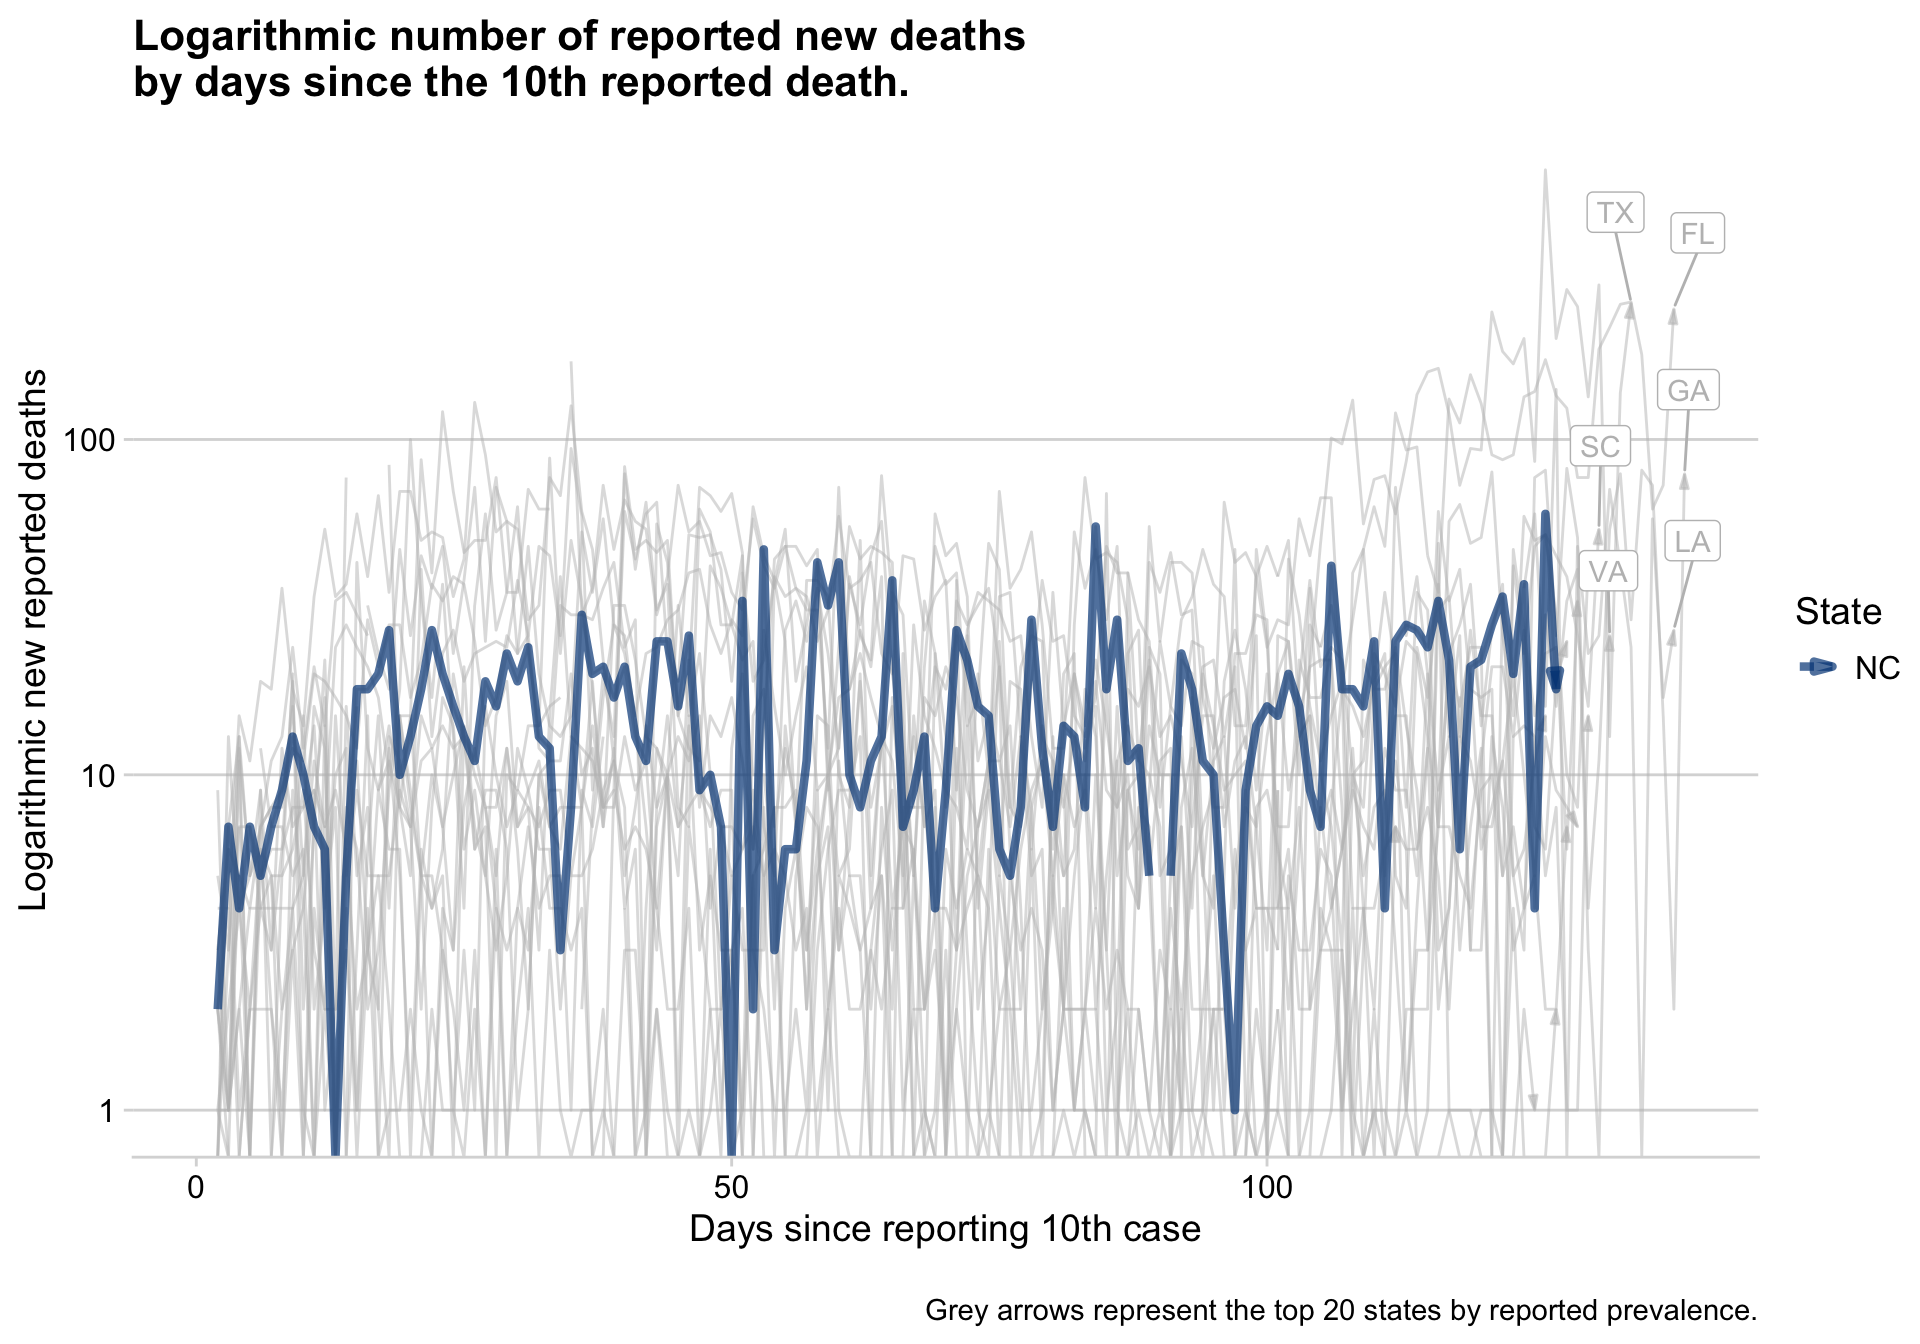 Logarithmic number of reported new deaths
by days since the 10th reported death.
Logarithmic new reported deaths
100
10
1
TX
FL
GA
SC
LA
VA
State
NC
0
50
100
Days since reporting 10th case
Grey arrows represent the top 20 states by reported prevalence.